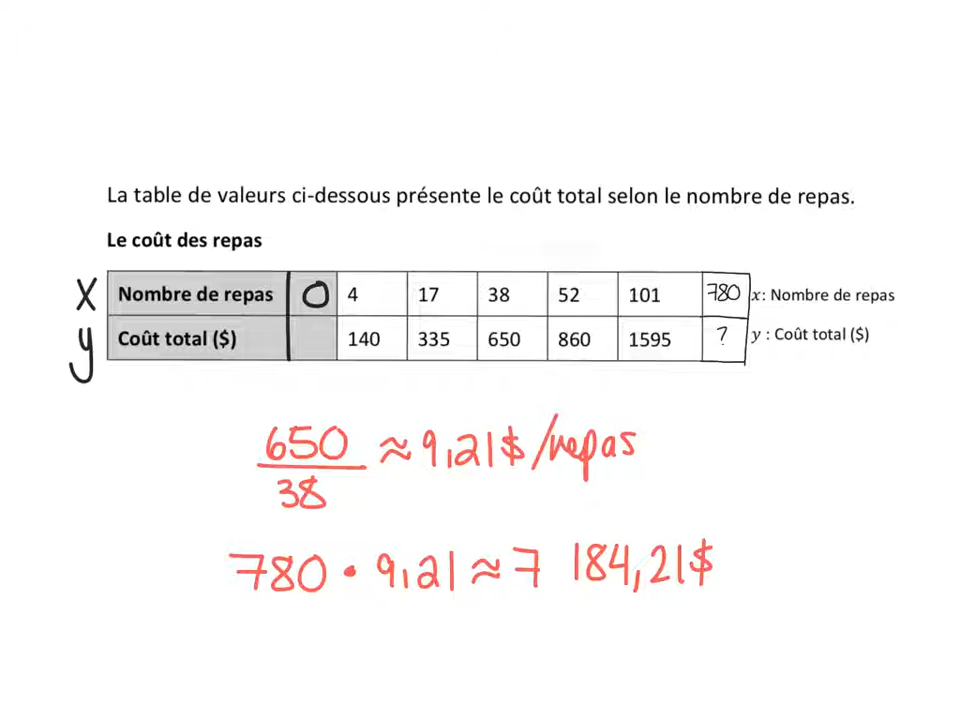 La table de valeurs ci-dessous présente le coût total selon le nombre de repas.
Le coût des repas
x Nombre de repas 0 4 17 38 52 101 780 x : Nombre de repas
y Coût total ($) 140 335 650 860 1595 ? y : Coût total ($)
650/38 ≈ 9,21$/repas
780 • 9,21 ≈ 7 184,21$